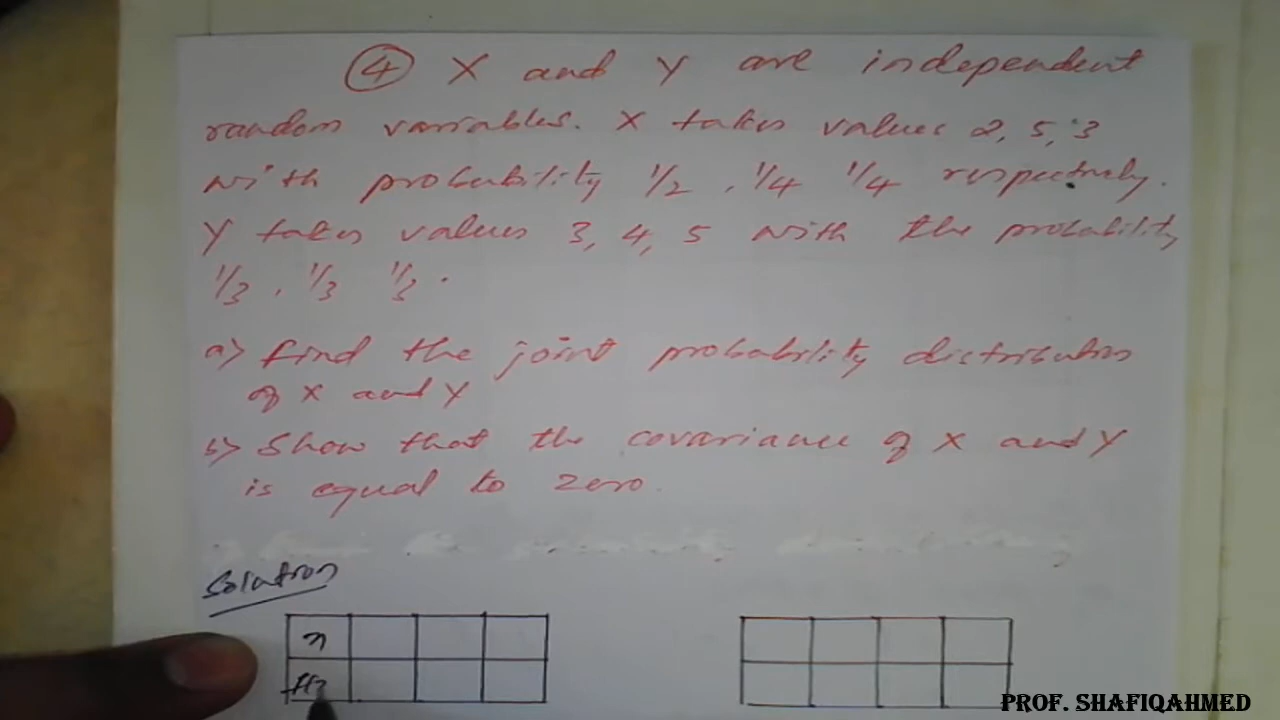 ④ X and Y are independent
random variables. X takes values 2, 5, 3
with probability 1/2, 1/4 1/4 respectively.
Y takes values 3, 4, 5 with the probability
1/3, 1/3 1/3.
a) Find the joint probability distribution
of X and Y
b) Show that the covariance of X and Y
is equal to zero.
Solution
x
PROF. SHAFIQAHMED